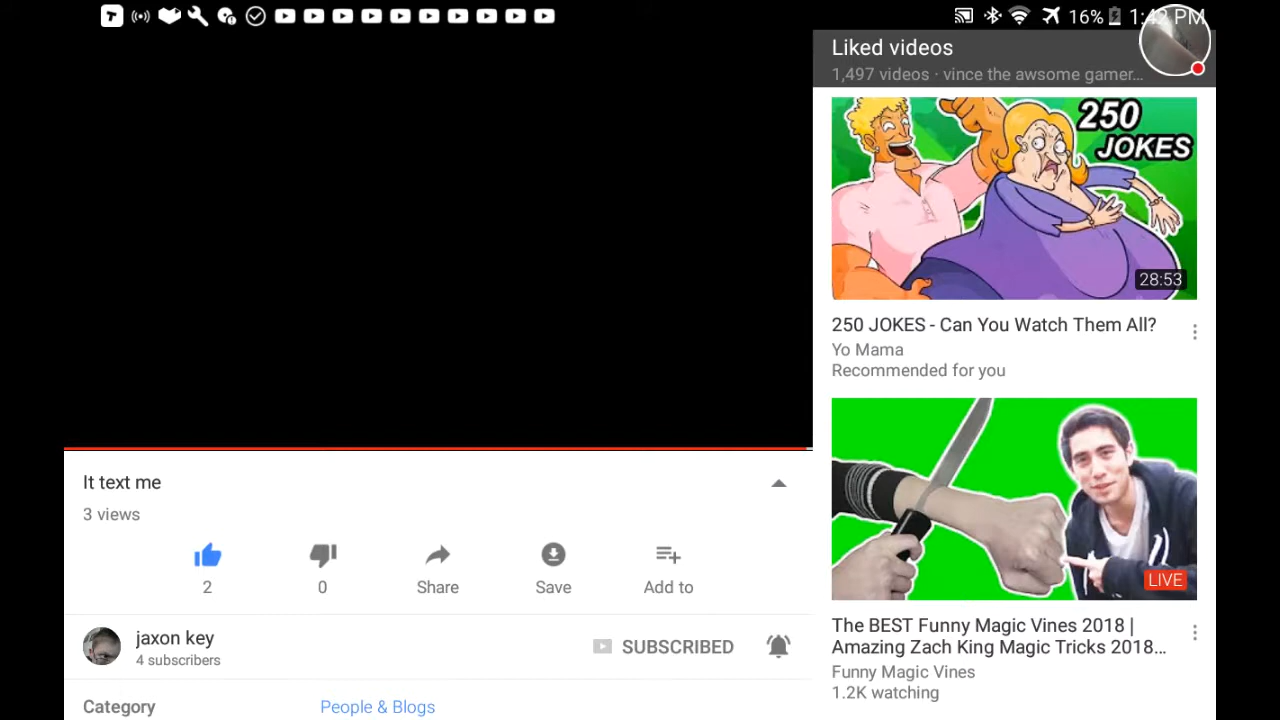 16% 1:42 PM
Liked videos
1,497 videos · vince the awsome gamer...
250
JOKES
28:53
250 JOKES - Can You Watch Them All?
Yo Mama
Recommended for you
LIVE
The BEST Funny Magic Vines 2018 |
Amazing Zach King Magic Tricks 2018...
Funny Magic Vines
1.2K watching
It text me
3 views
2
0
Share
Save
Add to
jaxon key
4 subscribers
SUBSCRIBED
Category
People & Blogs